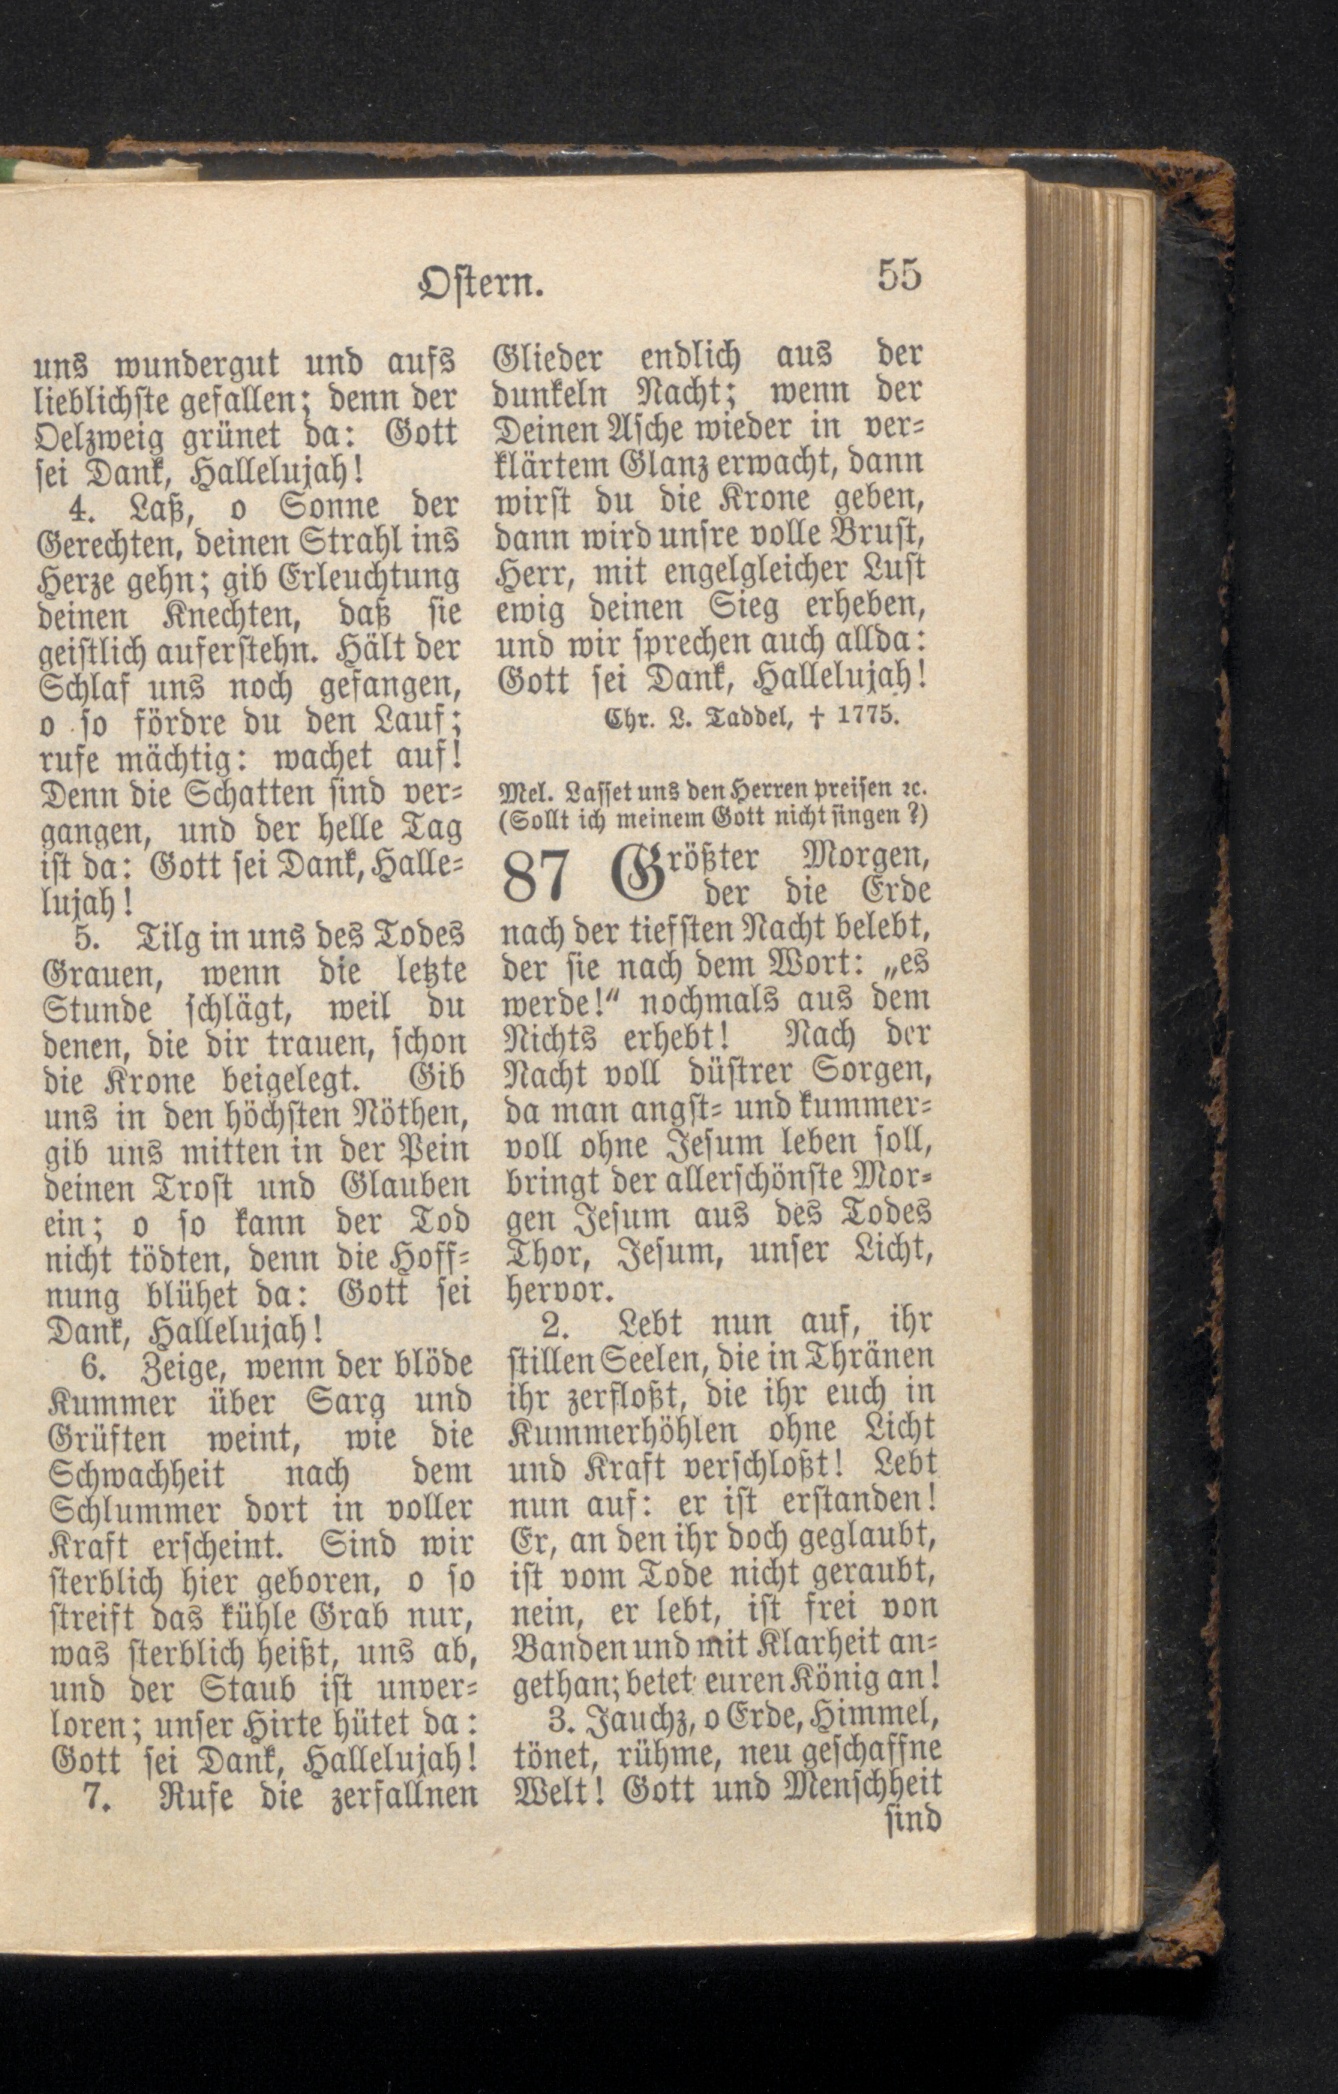 Ostern.
55
uns wundergut und aufs
lieblichste gefallen; denn der
Oelzweig grünet da: Gott
sei Dank, Hallelujah!
4. Laß, o Sonne der
Gerechten, deinen Strahl ins
Herze gehn; gib Erleuchtung
deinen Knechten, daß sie
geistlich auferstehn. Hält der
Schlaf uns noch gefangen,
o so fördre du den Lauf;
rufe mächtig: wachet auf!
Denn die Schatten sind ver-
gangen, und der helle Tag
ist da: Gott sei Dank, Halle-
lujah!
5. Tilg in uns des Todes
Grauen, wenn die letzte
Stunde schlägt, weil du
denen, die dir trauen, schon
die Krone beigelegt. Gib
uns in den höchsten Nöthen,
gib uns mitten in der Pein
deinen Trost und Glauben
ein; o so kann der Tod
nicht tödten, denn die Hoff-
nung blühet da: Gott sei
Dank, Hallelujah!
6. Zeige, wenn der blöde
Kummer über Sarg und
Grüften weint, wie die
Schwachheit nach dem
Schlummer dort in voller
Kraft erscheint. Sind wir
sterblich hier geboren, o so
streift das kühle Grab nur,
was sterblich heißt, uns ab,
und der Staub ist unver-
loren; unser Hirte hütet da:
Gott sei Dank, Hallelujah!
7. Rufe die zerfallnen
Glieder endlich aus der
dunkeln Nacht; wenn der
Deinen Asche wieder in ver-
klärtem Glanz erwacht, dann
wirst du die Krone geben,
dann wird unsre volle Brust,
Herr, mit engelgleicher Lust
ewig deinen Sieg erheben,
und wir sprechen auch allda:
Gott sei Dank, Hallelujah!
Chr. L. Taddel, † 1775.
Mel. Lasset uns den Herren preisen ꝛc.
(Sollt ich meinem Gott nicht singen?)
87 Größter Morgen,
der die Erde
nach der tiefsten Nacht belebt,
der sie nach dem Wort: „es
werde!“ nochmals aus dem
Nichts erhebt! Nach der
Nacht voll düstrer Sorgen,
da man angst- und kummer-
voll ohne Jesum leben soll,
bringt der allerschönste Mor-
gen Jesum aus des Todes
Thor, Jesum, unser Licht,
hervor.
2. Lebt nun auf, ihr
stillen Seelen, die in Thränen
ihr zerfloßt, die ihr euch in
Kummerhöhlen ohne Licht
und Kraft verschloßt! Lebt
nun auf: er ist erstanden!
Er, an den ihr doch geglaubt,
ist vom Tode nicht geraubt,
nein, er lebt, ist frei von
Banden und mit Klarheit an-
gethan; betet euren König an!
3. Jauchz, o Erde, Himmel,
tönet, rühme, neu geschaffne
Welt! Gott und Menschheit
sind